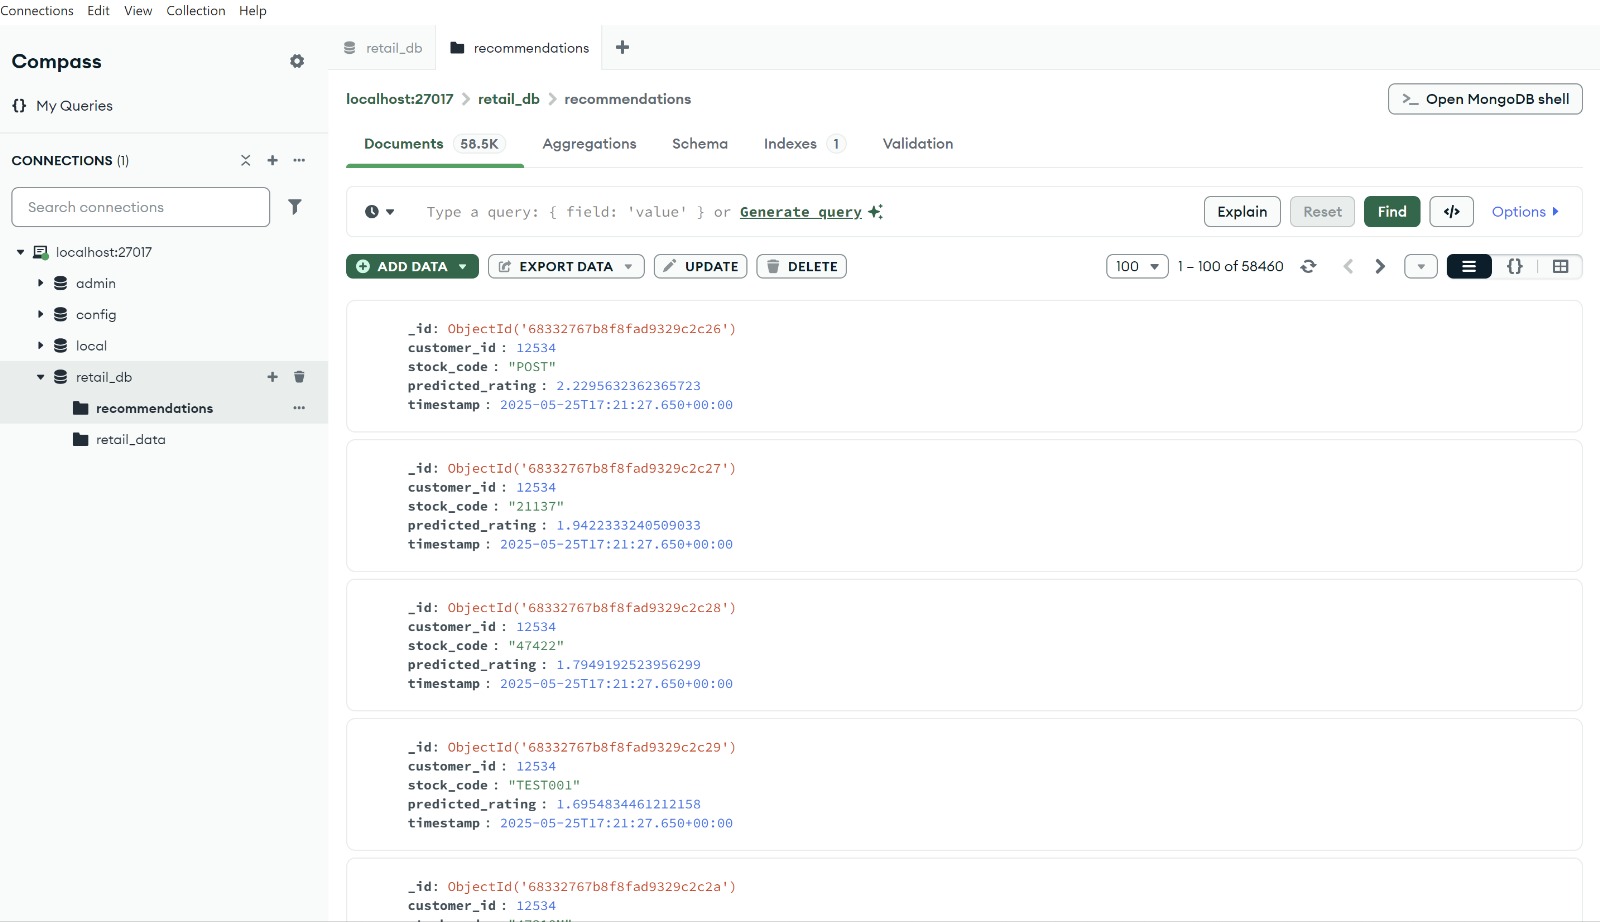 Connections Edit View Collection Help
Compass
My Queries
CONNECTIONS (1)
Search connections
localhost:27017
admin
config
local
retail_db
recommendations
retail_data
retail_db recommendations
localhost:27017 retail_db recommendations
Open MongoDB shell
Documents 58.5K Aggregations Schema Indexes 1 Validation
Type a query: { field: 'value' } or Generate query
Explain Reset Find </> Options
ADD DATA EXPORT DATA UPDATE DELETE
100 1 – 100 of 58460 {}
_id: ObjectId('68332767b8f8fad9329c2c26')
customer_id : 12534
stock_code : "POST"
predicted_rating : 2.2295632362365723
timestamp : 2025-05-25T17:21:27.650+00:00
_id: ObjectId('68332767b8f8fad9329c2c27')
customer_id : 12534
stock_code : "21137"
predicted_rating : 1.9422333240509033
timestamp : 2025-05-25T17:21:27.650+00:00
_id: ObjectId('68332767b8f8fad9329c2c28')
customer_id : 12534
stock_code : "47422"
predicted_rating : 1.7949192523956299
timestamp : 2025-05-25T17:21:27.650+00:00
_id: ObjectId('68332767b8f8fad9329c2c29')
customer_id : 12534
stock_code : "TEST001"
predicted_rating : 1.6954834461212158
timestamp : 2025-05-25T17:21:27.650+00:00
_id: ObjectId('68332767b8f8fad9329c2c2a')
customer_id : 12534